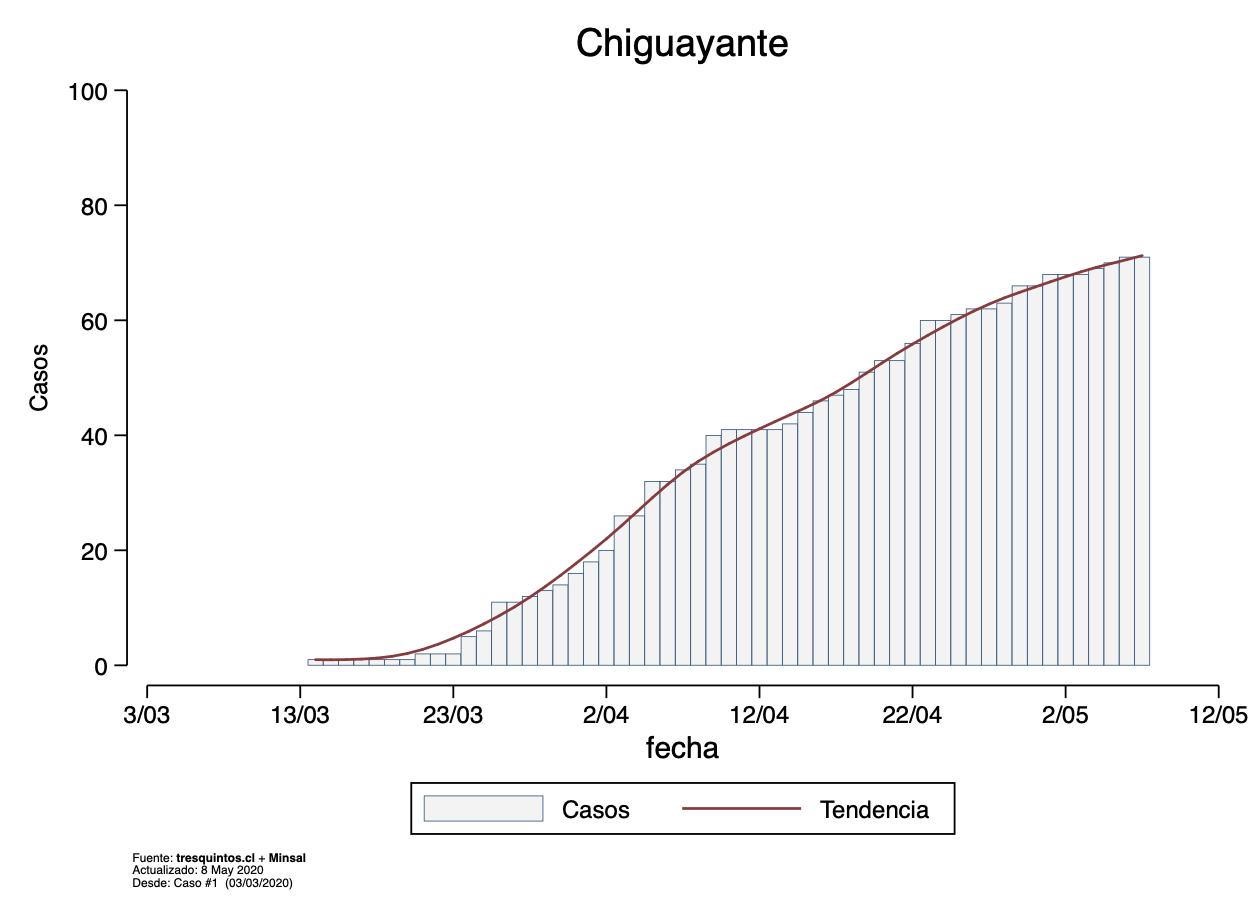 Chiguayante
100
80
60
40
20
0
Casos
3/03 13/03 23/03 2/04 12/04 22/04 2/05 12/05
fecha
Casos Tendencia
Fuente: tresquintos.cl + Minsal
Actualizado: 8 May 2020
Desde: Caso #1 (03/03/2020)